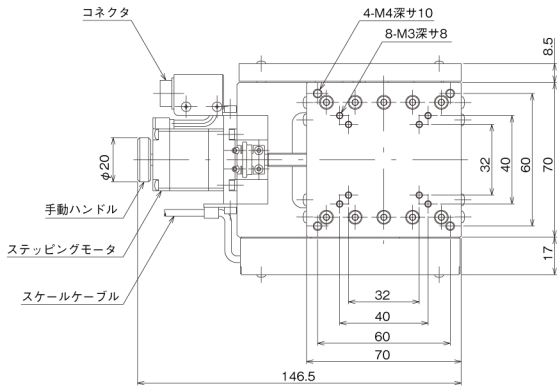 コネクタ
4-M4深サ10
8-M3深サ8
8.5
φ20
32
40
60
70
手動ハンドル
ステッピングモータ
17
スケールケーブル
32
40
60
70
146.5